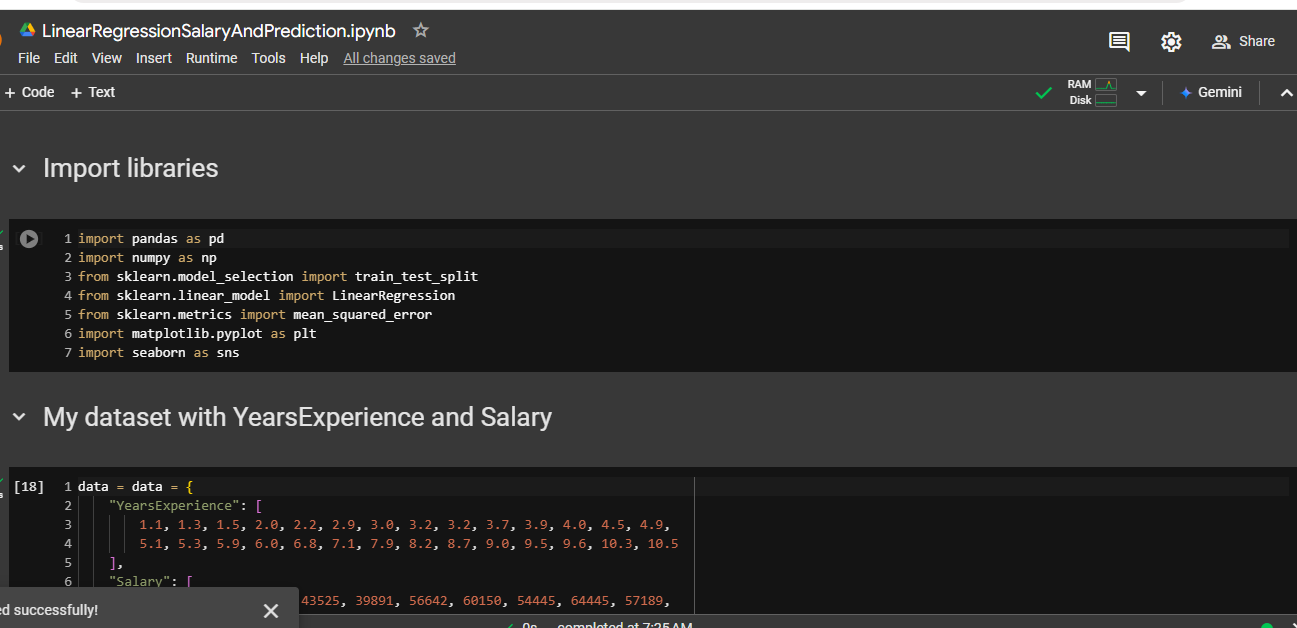 LinearRegressionSalaryAndPrediction.ipynb
File Edit View Insert Runtime Tools Help All changes saved
Share
+ Code + Text
RAM
Disk
Gemini
Import libraries
1 import pandas as pd
2 import numpy as np
3 from sklearn.model_selection import train_test_split
4 from sklearn.linear_model import LinearRegression
5 from sklearn.metrics import mean_squared_error
6 import matplotlib.pyplot as plt
7 import seaborn as sns
My dataset with YearsExperience and Salary
[18] 1 data = data = {
2 "YearsExperience": [
3 1.1, 1.3, 1.5, 2.0, 2.2, 2.9, 3.0, 3.2, 3.2, 3.7, 3.9, 4.0, 4.5, 4.9,
4 5.1, 5.3, 5.9, 6.0, 6.8, 7.1, 7.9, 8.2, 8.7, 9.0, 9.5, 9.6, 10.3, 10.5
5 ],
6 "Salary": [
43525, 39891, 56642, 60150, 54445, 64445, 57189,
ed successfully!
0s completed at 7:25 AM